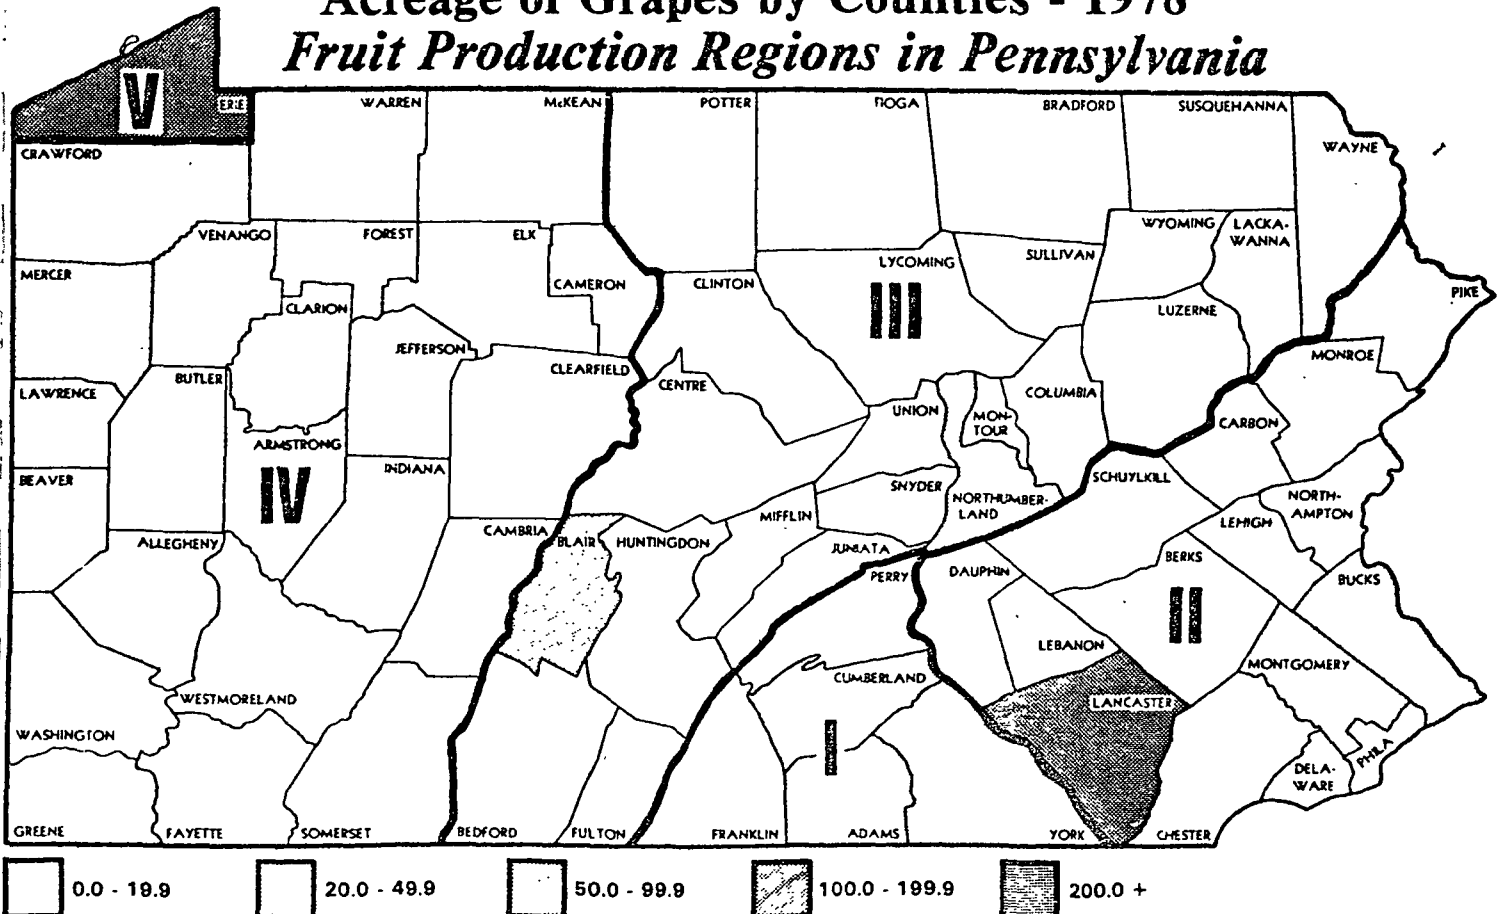 Acreage of Grapes by Counties - 1978
Fruit Production Regions in Pennsylvania
V
ERIE
WARREN
McKEAN
POTTER
TIOGA
BRADFORD
SUSQUEHANNA
WAYNE
CRAWFORD
VENANGO
FOREST
ELK
WYOMING
LACKA-
WANNA
MERCER
CAMERON
CLINTON
LYCOMING
SULLIVAN
PIKE
CLARION
III
LUZERNE
JEFFERSON
CLEARFIELD
CENTRE
MONROE
LAWRENCE
BUTLER
UNION
MON-
TOUR
COLUMBIA
CARBON
ARMSTRONG
INDIANA
BEAVER
IV
SNYDER
NORTHUMBER-
LAND
SCHUYLKILL
NORTH-
AMPTON
MIFFLIN
LEHIGH
ALLEGHENY
CAMBRIA
BLAIR
HUNTINGDON
JUNIATA
PERRY
DAUPHIN
BERKS
BUCKS
II
LEBANON
MONTGOMERY
WESTMORELAND
CUMBERLAND
LANCASTER
WASHINGTON
I
DELA-
WARE
PHILA
GREENE
FAYETTE
SOMERSET
BEDFORD
FULTON
FRANKLIN
ADAMS
YORK
CHESTER
0.0 - 19.9
20.0 - 49.9
50.0 - 99.9
100.0 - 199.9
200.0 +